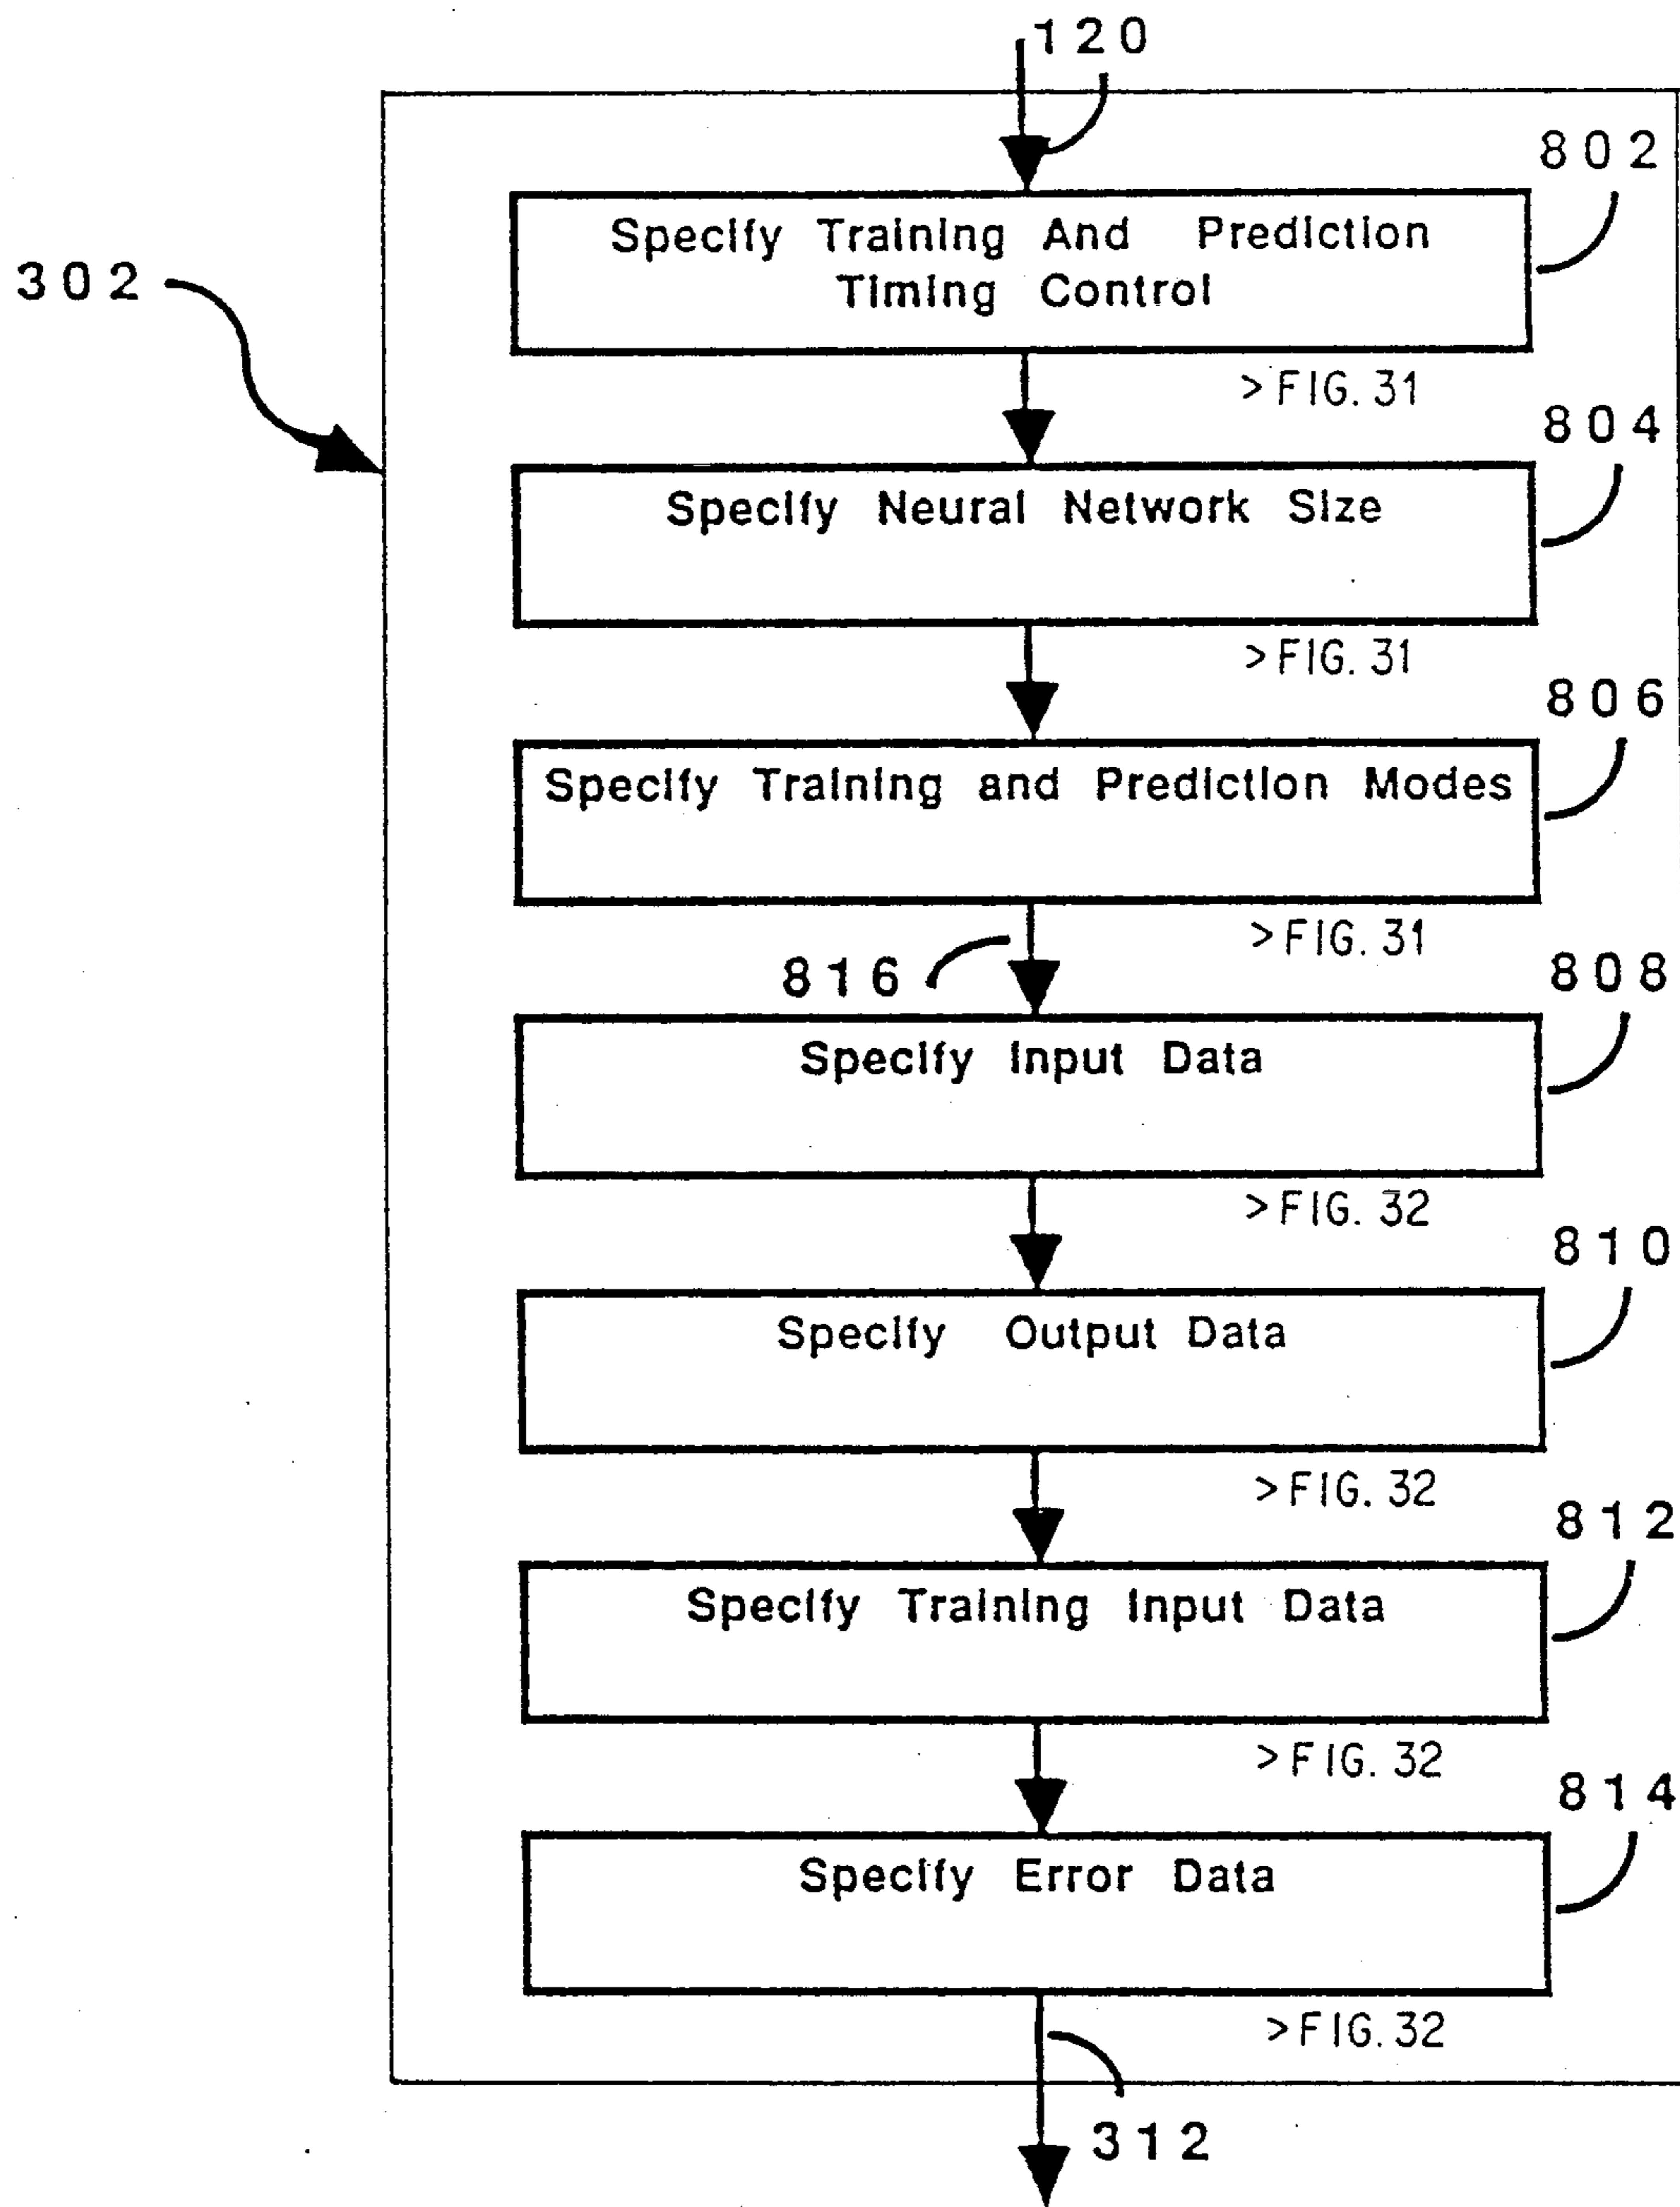 120
802
Specify Training And Prediction
Timing Control
302
>FIG. 31
804
Specify Neural Network Size
>FIG. 31
806
Specify Training and Prediction Modes
>FIG. 31
816
808
Specify Input Data
>FIG. 32
810
Specify Output Data
>FIG. 32
812
Specify Training Input Data
>FIG. 32
814
Specify Error Data
>FIG. 32
312